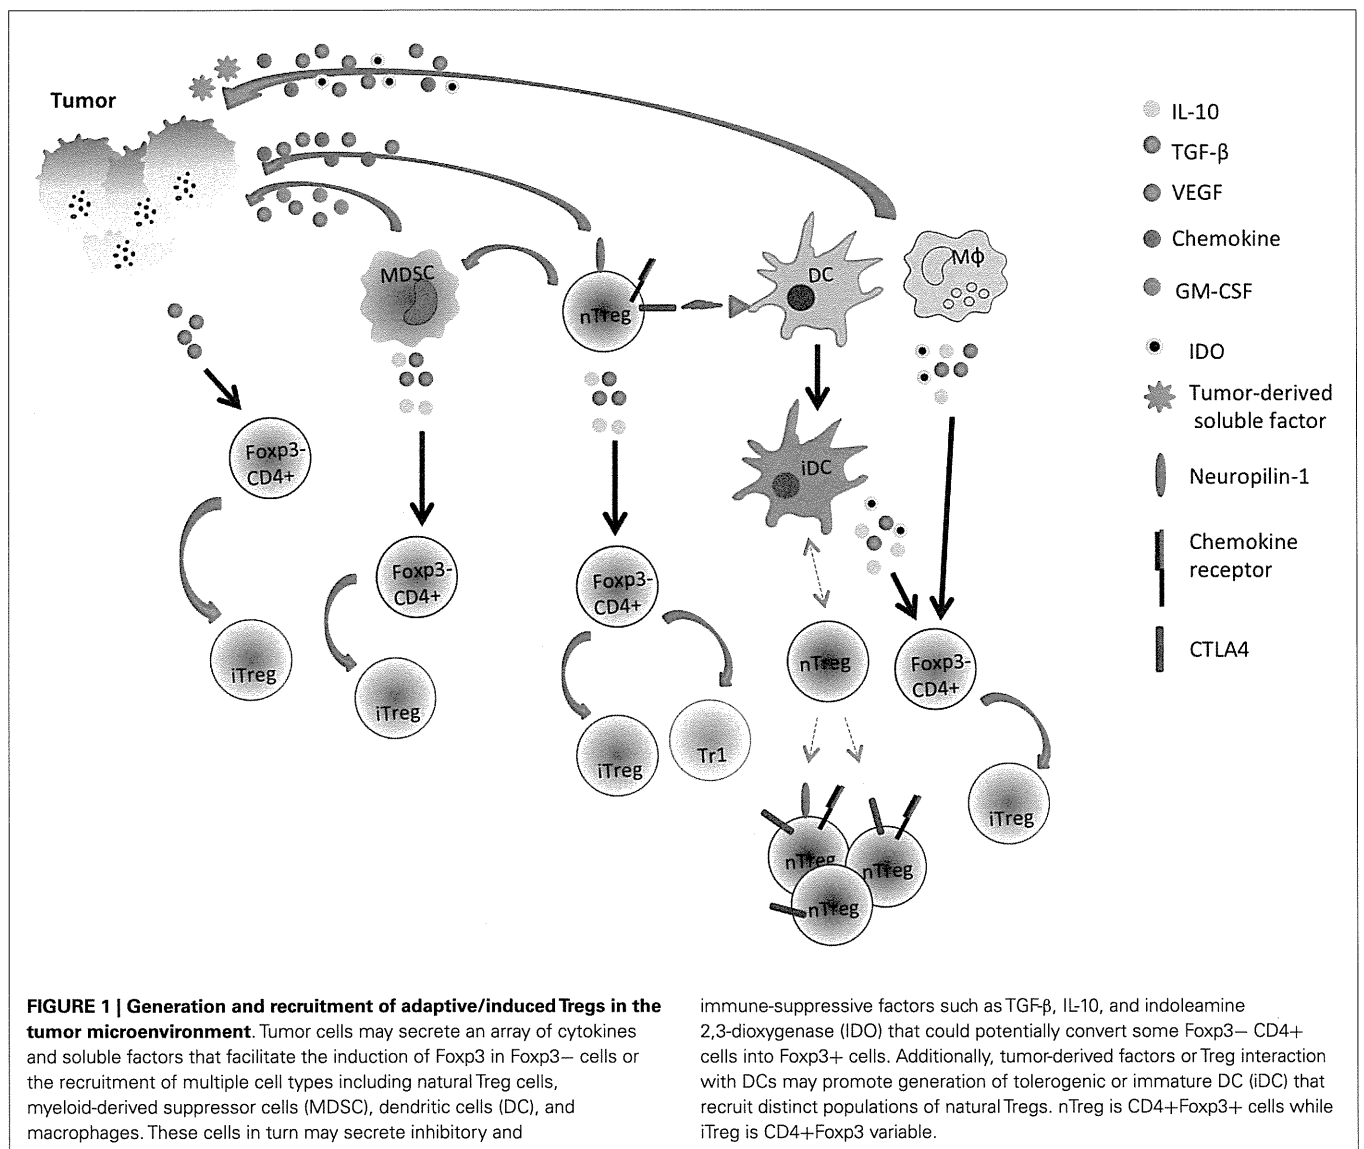 Tumor
IL-10
TGF-β
VEGF
Chemokine
GM-CSF
IDO
Tumor-derived
soluble factor
Neuropilin-1
Chemokine
receptor
CTLA4
MDSC
nTreg
DC
Mϕ
iDC
Foxp3-
CD4+
iTreg
Foxp3-
CD4+
iTreg
Foxp3-
CD4+
iTreg
Tr1
nTreg
Foxp3-
CD4+
iTreg
nTreg
nTreg
nTreg
FIGURE 1 | Generation and recruitment of adaptive/induced Tregs in the
tumor microenvironment. Tumor cells may secrete an array of cytokines
and soluble factors that facilitate the induction of Foxp3 in Foxp3− cells or
the recruitment of multiple cell types including natural Treg cells,
myeloid-derived suppressor cells (MDSC), dendritic cells (DC), and
macrophages. These cells in turn may secrete inhibitory and
immune-suppressive factors such as TGF-β, IL-10, and indoleamine
2,3-dioxygenase (IDO) that could potentially convert some Foxp3− CD4+
cells into Foxp3+ cells. Additionally, tumor-derived factors or Treg interaction
with DCs may promote generation of tolerogenic or immature DC (iDC) that
recruit distinct populations of natural Tregs. nTreg is CD4+Foxp3+ cells while
iTreg is CD4+Foxp3 variable.